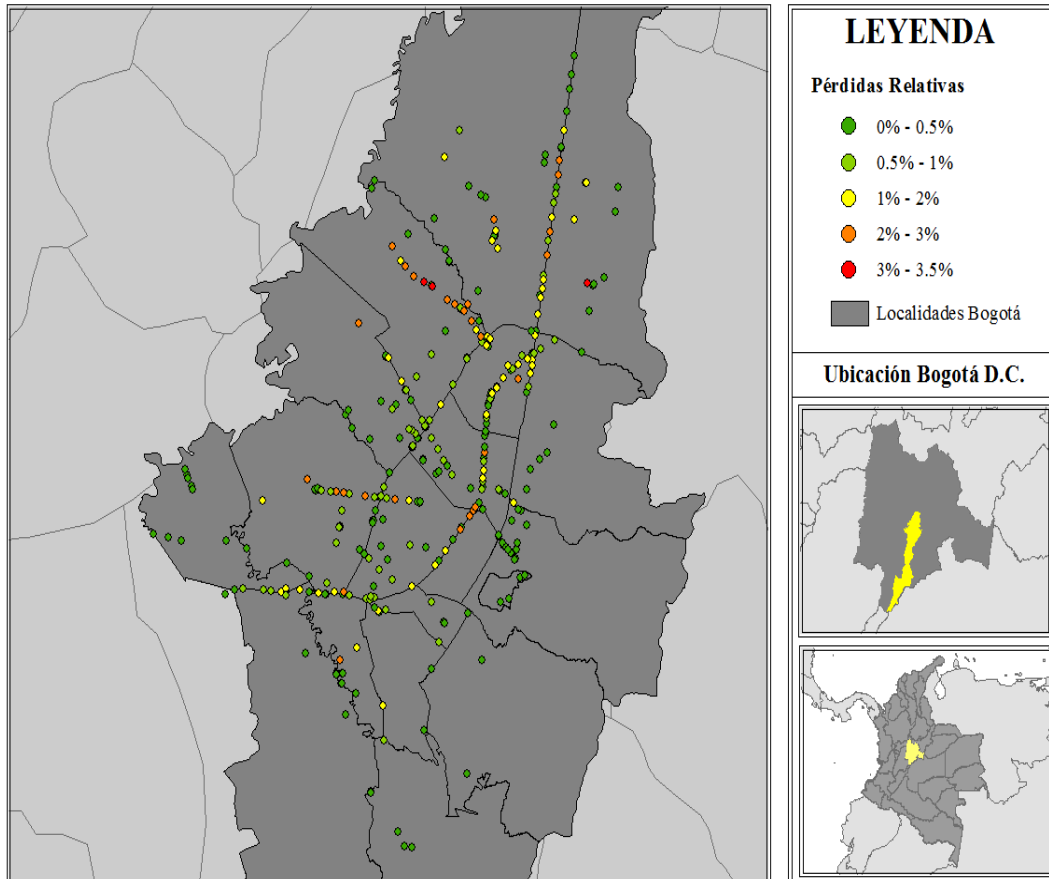 LEYENDA
Pérdidas Relativas
0% - 0.5%
0.5% - 1%
1% - 2%
2% - 3%
3% - 3.5%
Localidades Bogotá
Ubicación Bogotá D.C.